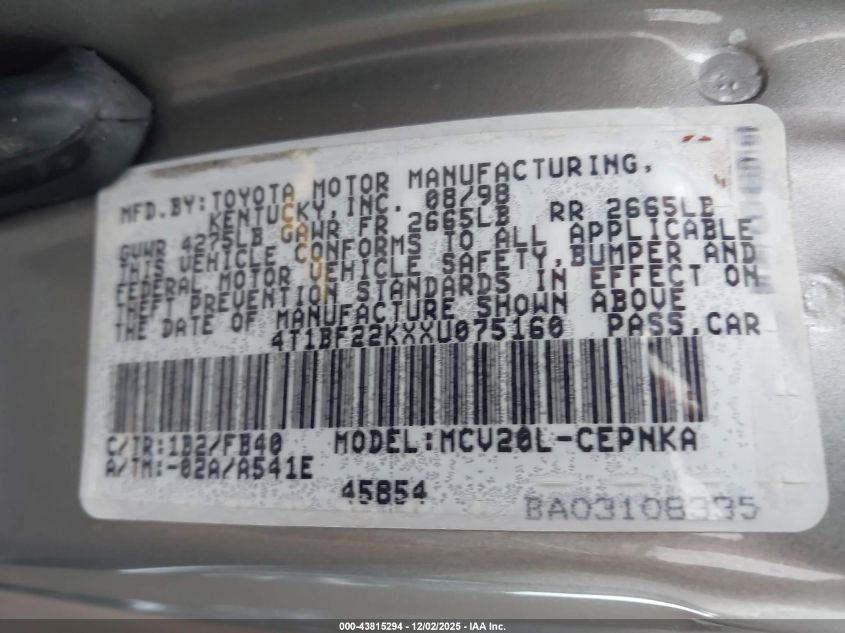 MFD.BY:TOYOTA MOTOR MANUFACTURING,
KENTUCKY,INC. 08/98
GVWR 4275LB GAWR FR 2665LB RR 2665LB
THIS VEHICLE CONFORMS TO ALL APPLICABLE
FEDERAL MOTOR VEHICLE SAFETY,BUMPER AND
THEFT PREVENTION STANDARDS IN EFFECT ON
THE DATE OF MANUFACTURE SHOWN ABOVE
4T1BF22KXXU075160 PASS.CAR
C/TR:1B2/FB40 MODEL:MCV20L-CEPNKA
A/TM:-02A/A541E
45854
BA03108335
000-43815294 - 12/02/2025 - IAA Inc.